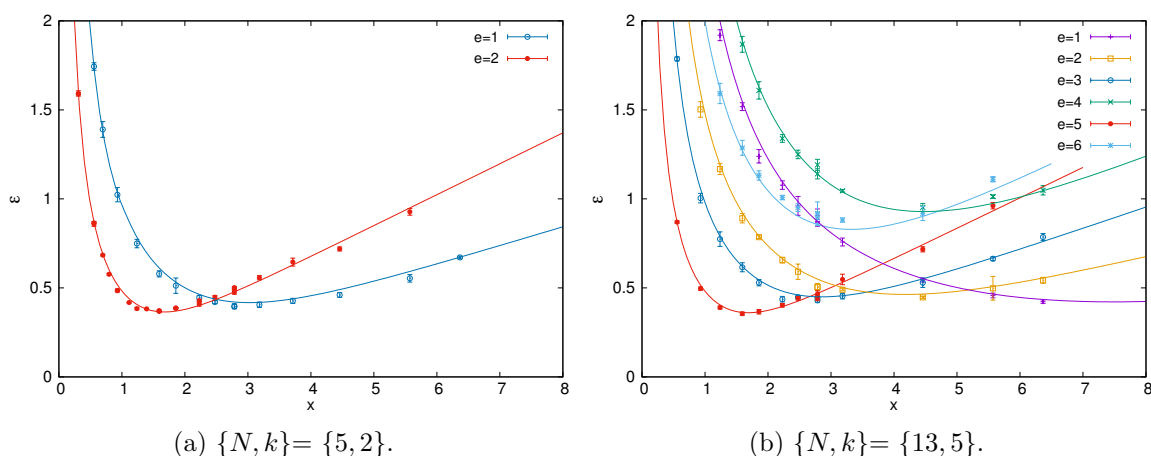 2
1.5
1
0.5
0
ε
0 1 2 3 4 5 6 7 8
x
e=1
e=2
(a) {N, k}= {5, 2}.
2
1.5
1
0.5
0
ε
0 1 2 3 4 5 6 7 8
x
e=1
e=2
e=3
e=4
e=5
e=6
(b) {N, k}= {13, 5}.